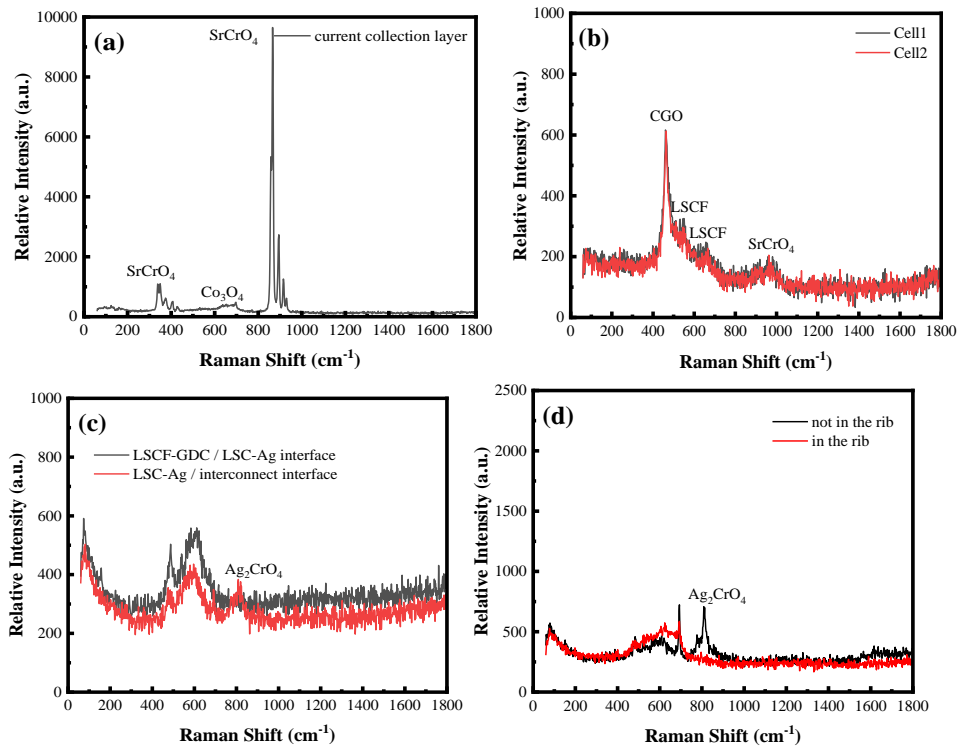 (a)
SrCrO4
current collection layer
SrCrO4
Co3O4
10000
8000
6000
4000
2000
0
0 200 400 600 800 1000 1200 1400 1600 1800
Relative Intensity (a.u.)
Raman Shift (cm-1)
(b)
Cell1
Cell2
CGO
LSCF
LSCF
SrCrO4
1000
800
600
400
200
0
0 200 400 600 800 1000 1200 1400 1600 1800
Relative Intensity (a.u.)
Raman Shift (cm-1)
(c)
LSCF-GDC / LSC-Ag interface
LSC-Ag / interconnect interface
Ag2CrO4
1000
800
600
400
200
0
0 200 400 600 800 1000 1200 1400 1600 1800
Relative Intensity (a.u.)
Raman Shift (cm-1)
(d)
not in the rib
in the rib
Ag2CrO4
2500
2000
1500
1000
500
0
0 200 400 600 800 1000 1200 1400 1600 1800
Relative Intensity (a.u.)
Raman Shift (cm-1)